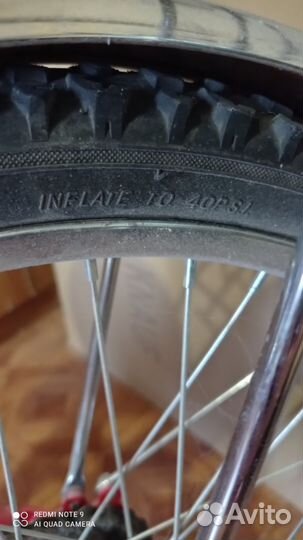 INFLATE TO 40PSI
REDMI NOTE 9
AI QUAD CAMERA
Avito